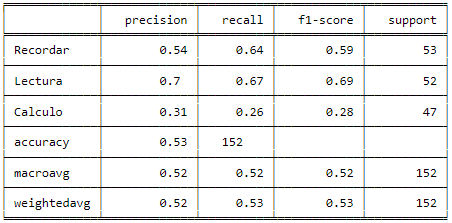 precision recall f1-score support
Recordar 0.54 0.64 0.59 53
Lectura 0.7 0.67 0.69 52
Calculo 0.31 0.26 0.28 47
accuracy 0.53 152
macroavg 0.52 0.52 0.52 152
weightedavg 0.52 0.53 0.53 152